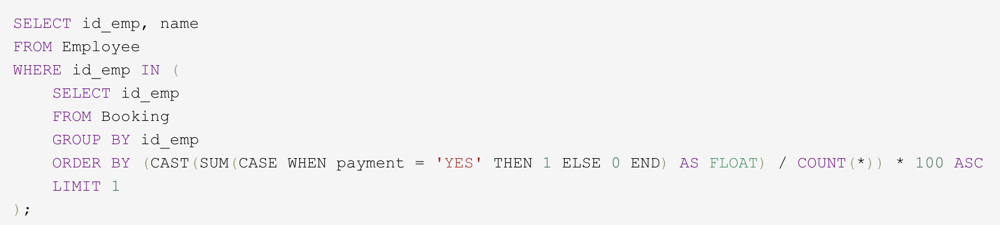 SELECT id_emp, name
FROM Employee
WHERE id_emp IN (
    SELECT id_emp
    FROM Booking
    GROUP BY id_emp
    ORDER BY (CAST(SUM(CASE WHEN payment = 'YES' THEN 1 ELSE 0 END) AS FLOAT) / COUNT(*)) * 100 ASC
    LIMIT 1
);